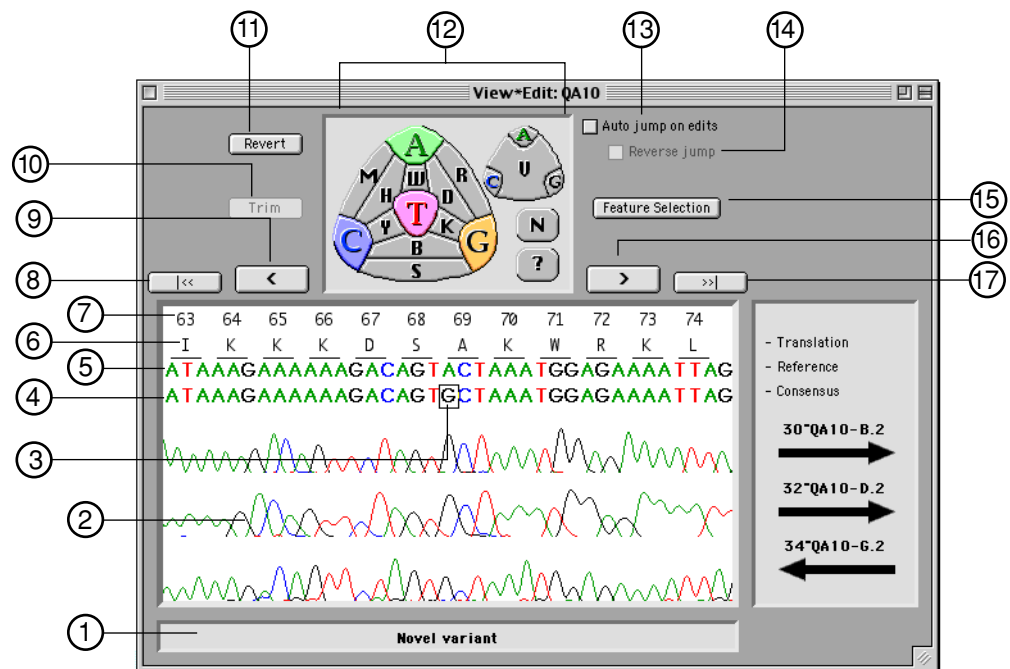 11
12
13
14
View*Edit: QA10
Auto jump on edits
Revert
Reverse jump
10
Trim
A
M W R
H D
T
Y K
C B G
S
A
U
C G
N
?
Feature Selection
15
9
16
8
|<<
<
>
>>|
17
7
63 64 65 66 67 68 69 70 71 72 73 74
6
I K K K D S A K W R K L
5
ATAAAGAAAAAAGACAGTACTAAATGGAGAAAATTAG
4
ATAAAGAAAAAAGACAGTGCTAAATGGAGAAAATTAG
3
2
- Translation
- Reference
- Consensus
30~QA10-B.2
32~QA10-D.2
34~QA10-G.2
1
Novel variant